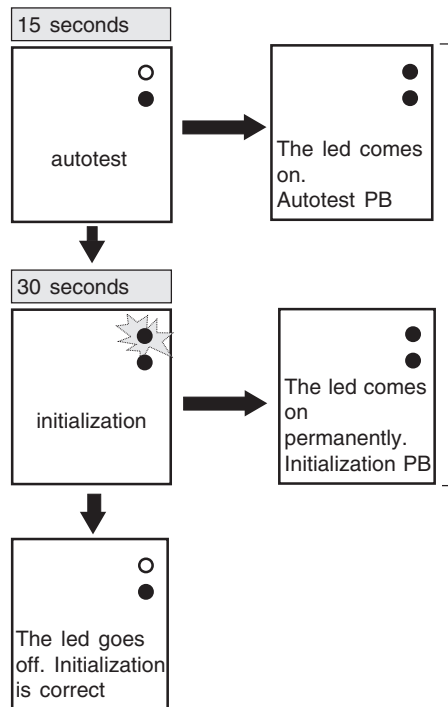 15 seconds
autotest
The led comes
on.
Autotest PB
30 seconds
initialization
The led comes
on
permanently.
Initialization PB
The led goes
off. Initialization
is correct